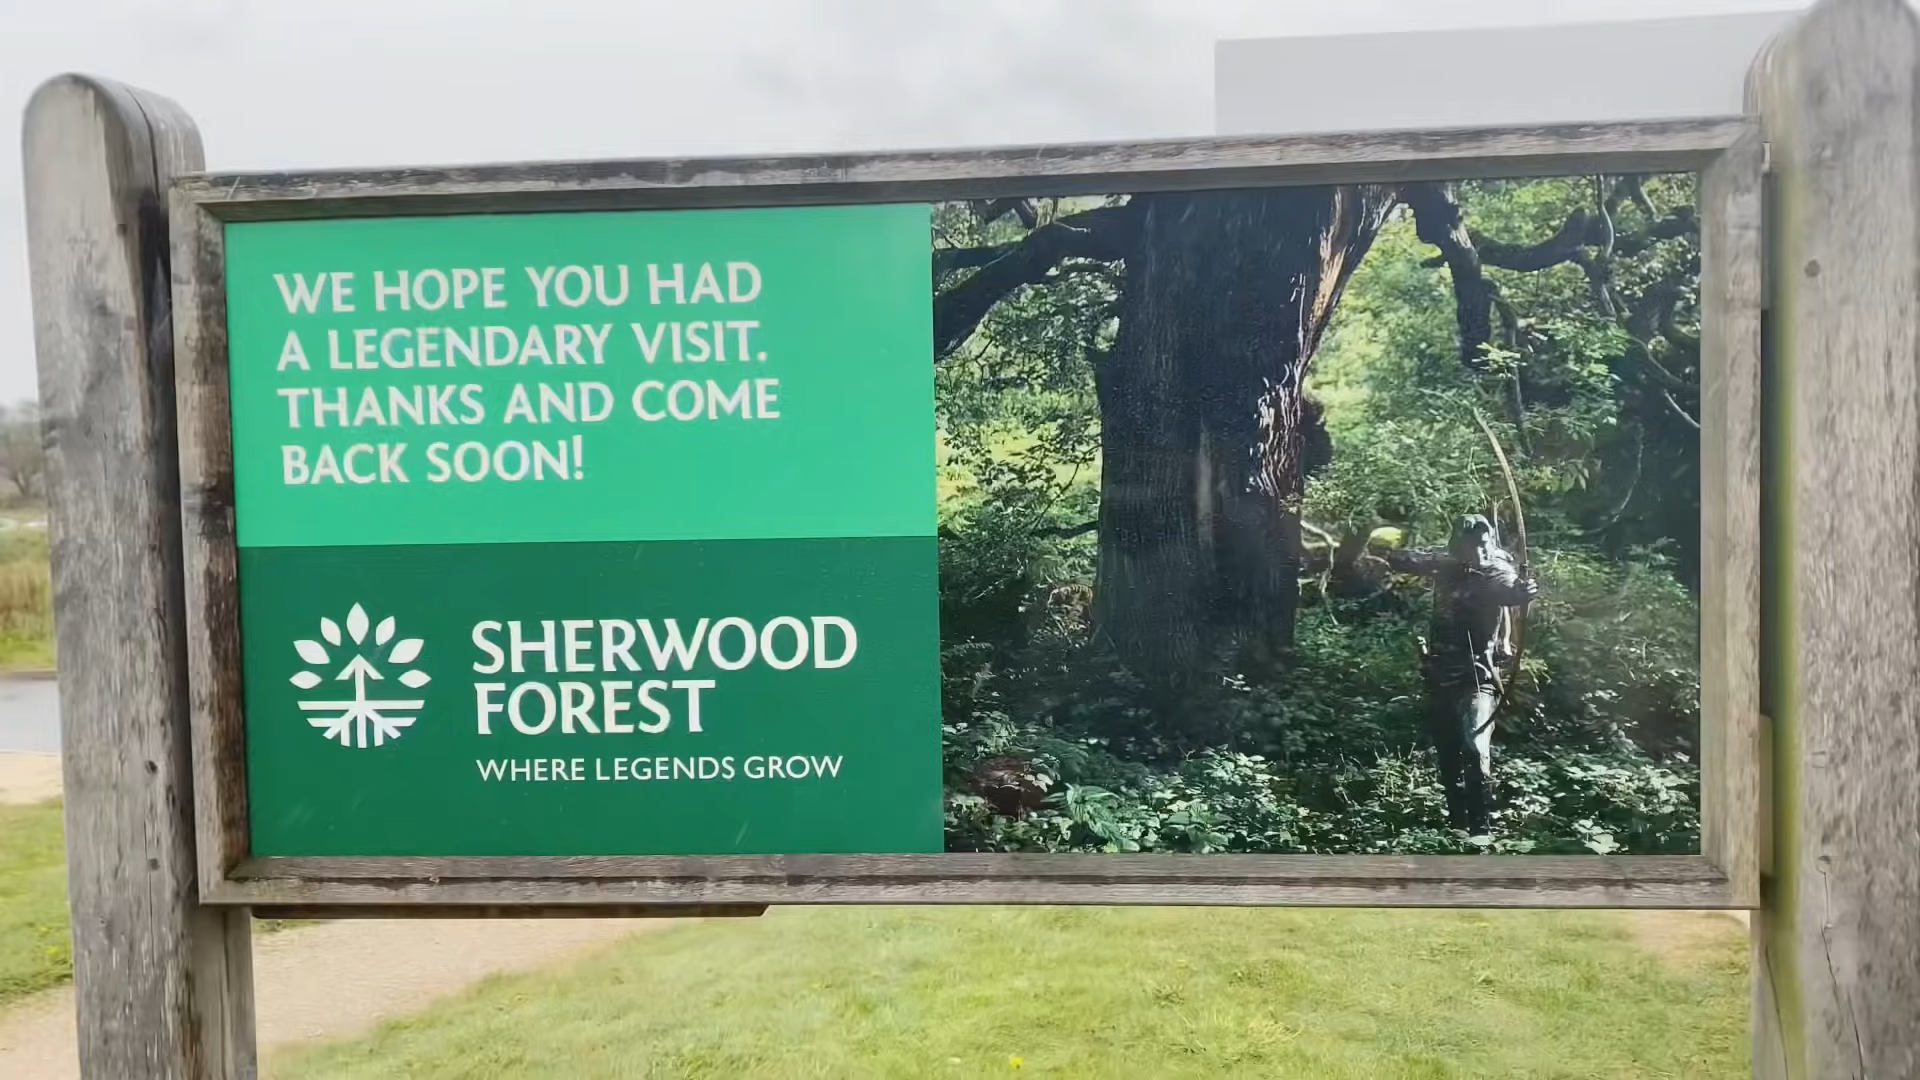 WE HOPE YOU HAD
A LEGENDARY VISIT.
THANKS AND COME
BACK SOON!
SHERWOOD
FOREST
WHERE LEGENDS GROW